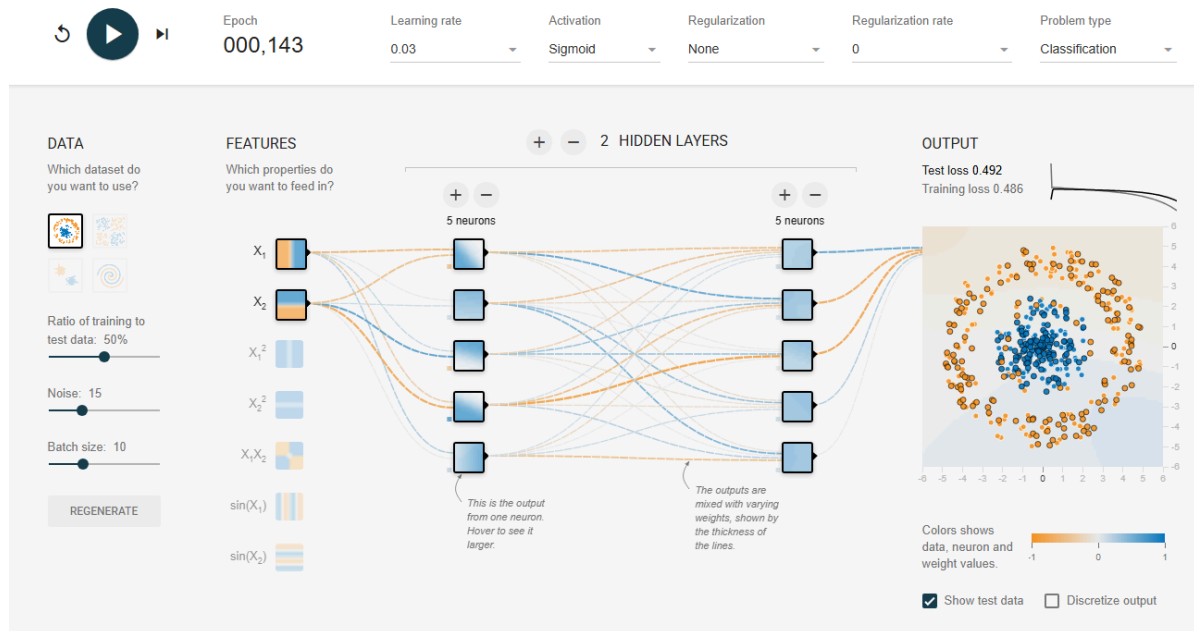 Epoch
000,143
Learning rate
0.03
Activation
Sigmoid
Regularization
None
Regularization rate
0
Problem type
Classification
DATA
Which dataset do
you want to use?
Ratio of training to
test data: 50%
Noise: 15
Batch size: 10
REGENERATE
FEATURES
Which properties do
you want to feed in?
X₁
X₂
X₁²
X₂²
X₁X₂
sin(X₁)
sin(X₂)
+ − 2 HIDDEN LAYERS
+ −
5 neurons
+ −
5 neurons
This is the output
from one neuron.
Hover to see it
larger.
The outputs are
mixed with varying
weights, shown by
the thickness of
the lines.
OUTPUT
Test loss 0.492
Training loss 0.486
6
5
4
3
2
1
0
-1
-2
-3
-4
-5
-6
-6 -5 -4 -3 -2 -1 0 1 2 3 4 5 6
Colors shows
data, neuron and
weight values.
-1 0 1
Show test data
Discretize output